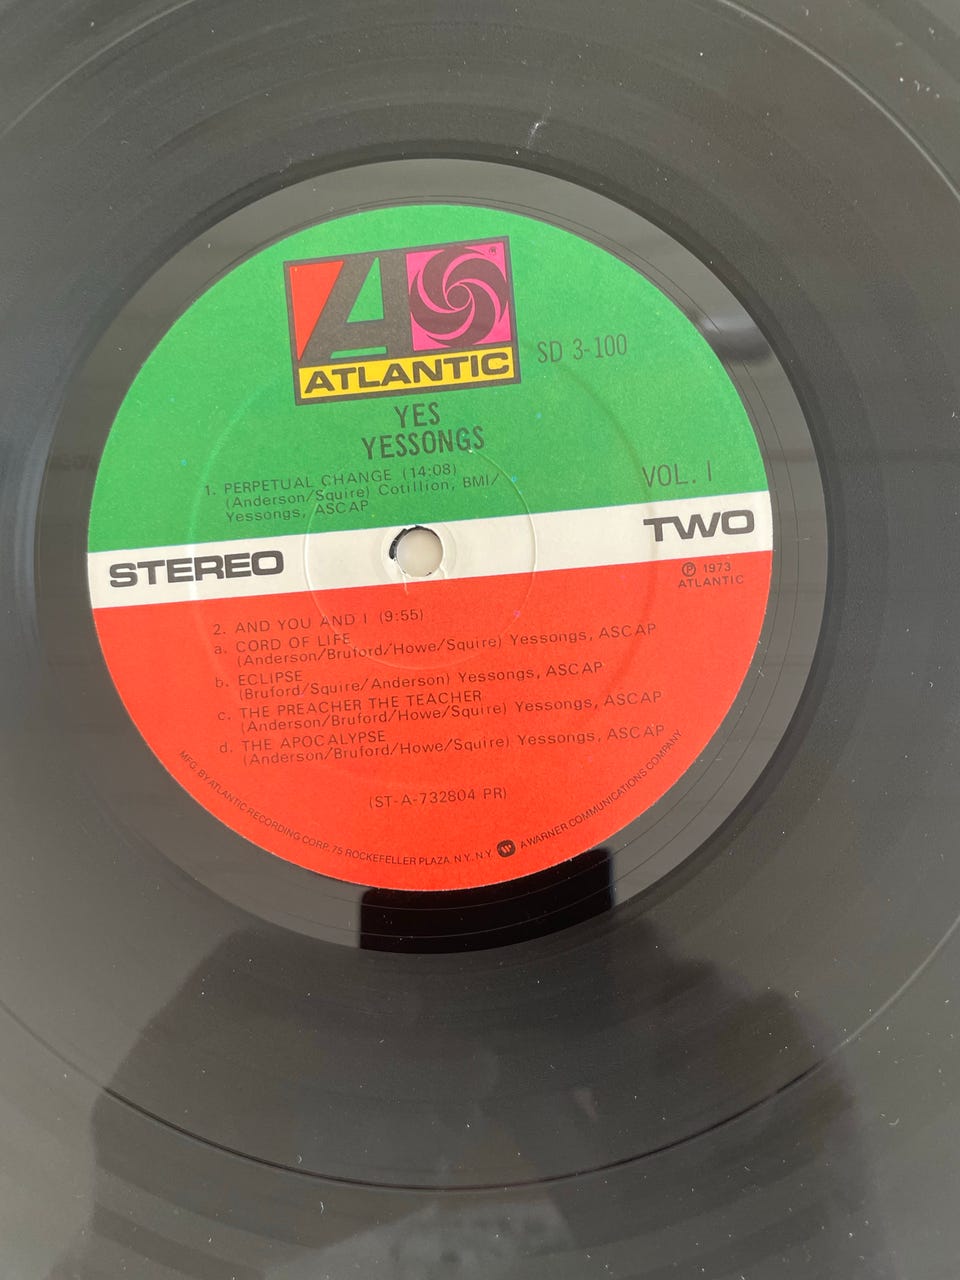 ATLANTIC
®
SD 3-100
YES
YESSONGS
1. PERPETUAL CHANGE (14:08)
(Anderson/Squire) Cotillion, BMI/
Yessongs, ASCAP
VOL. I
STEREO
TWO
℗ 1973
ATLANTIC
2. AND YOU AND I (9:55)
a. CORD OF LIFE
(Anderson/Bruford/Howe/Squire) Yessongs, ASCAP
b. ECLIPSE
(Bruford/Squire/Anderson) Yessongs, ASCAP
c. THE PREACHER THE TEACHER
(Anderson/Bruford/Howe/Squire) Yessongs, ASCAP
d. THE APOCALYPSE
(Anderson/Bruford/Howe/Squire) Yessongs, ASCAP
(ST-A-732804 PR)
MFG. BY ATLANTIC RECORDING CORP. 75 ROCKEFELLER PLAZA. N.Y., N.Y. W A WARNER COMMUNICATIONS COMPANY